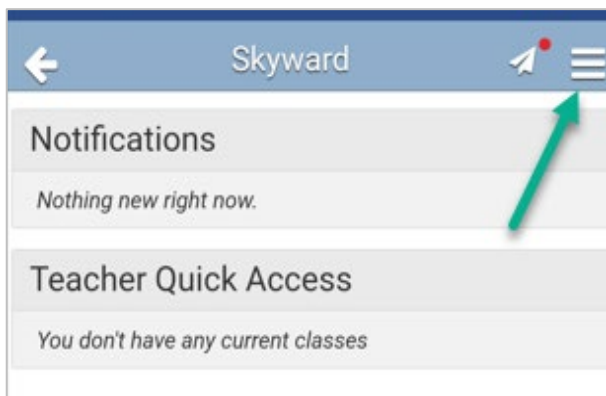 Skyward
Notifications
Nothing new right now.
Teacher Quick Access
You don't have any current classes